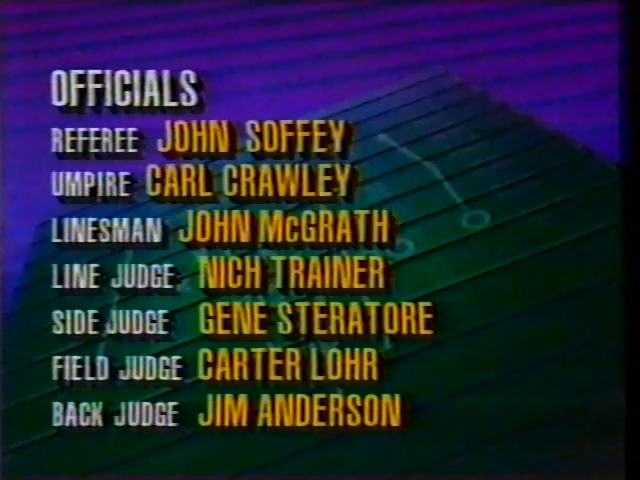 OFFICIALS
REFEREE JOHN SOFFEY
UMPIRE CARL CRAWLEY
LINESMAN JOHN McGRATH
LINE JUDGE NICH TRAINER
SIDE JUDGE GENE STERATORE
FIELD JUDGE CARTER LOHR
BACK JUDGE JIM ANDERSON